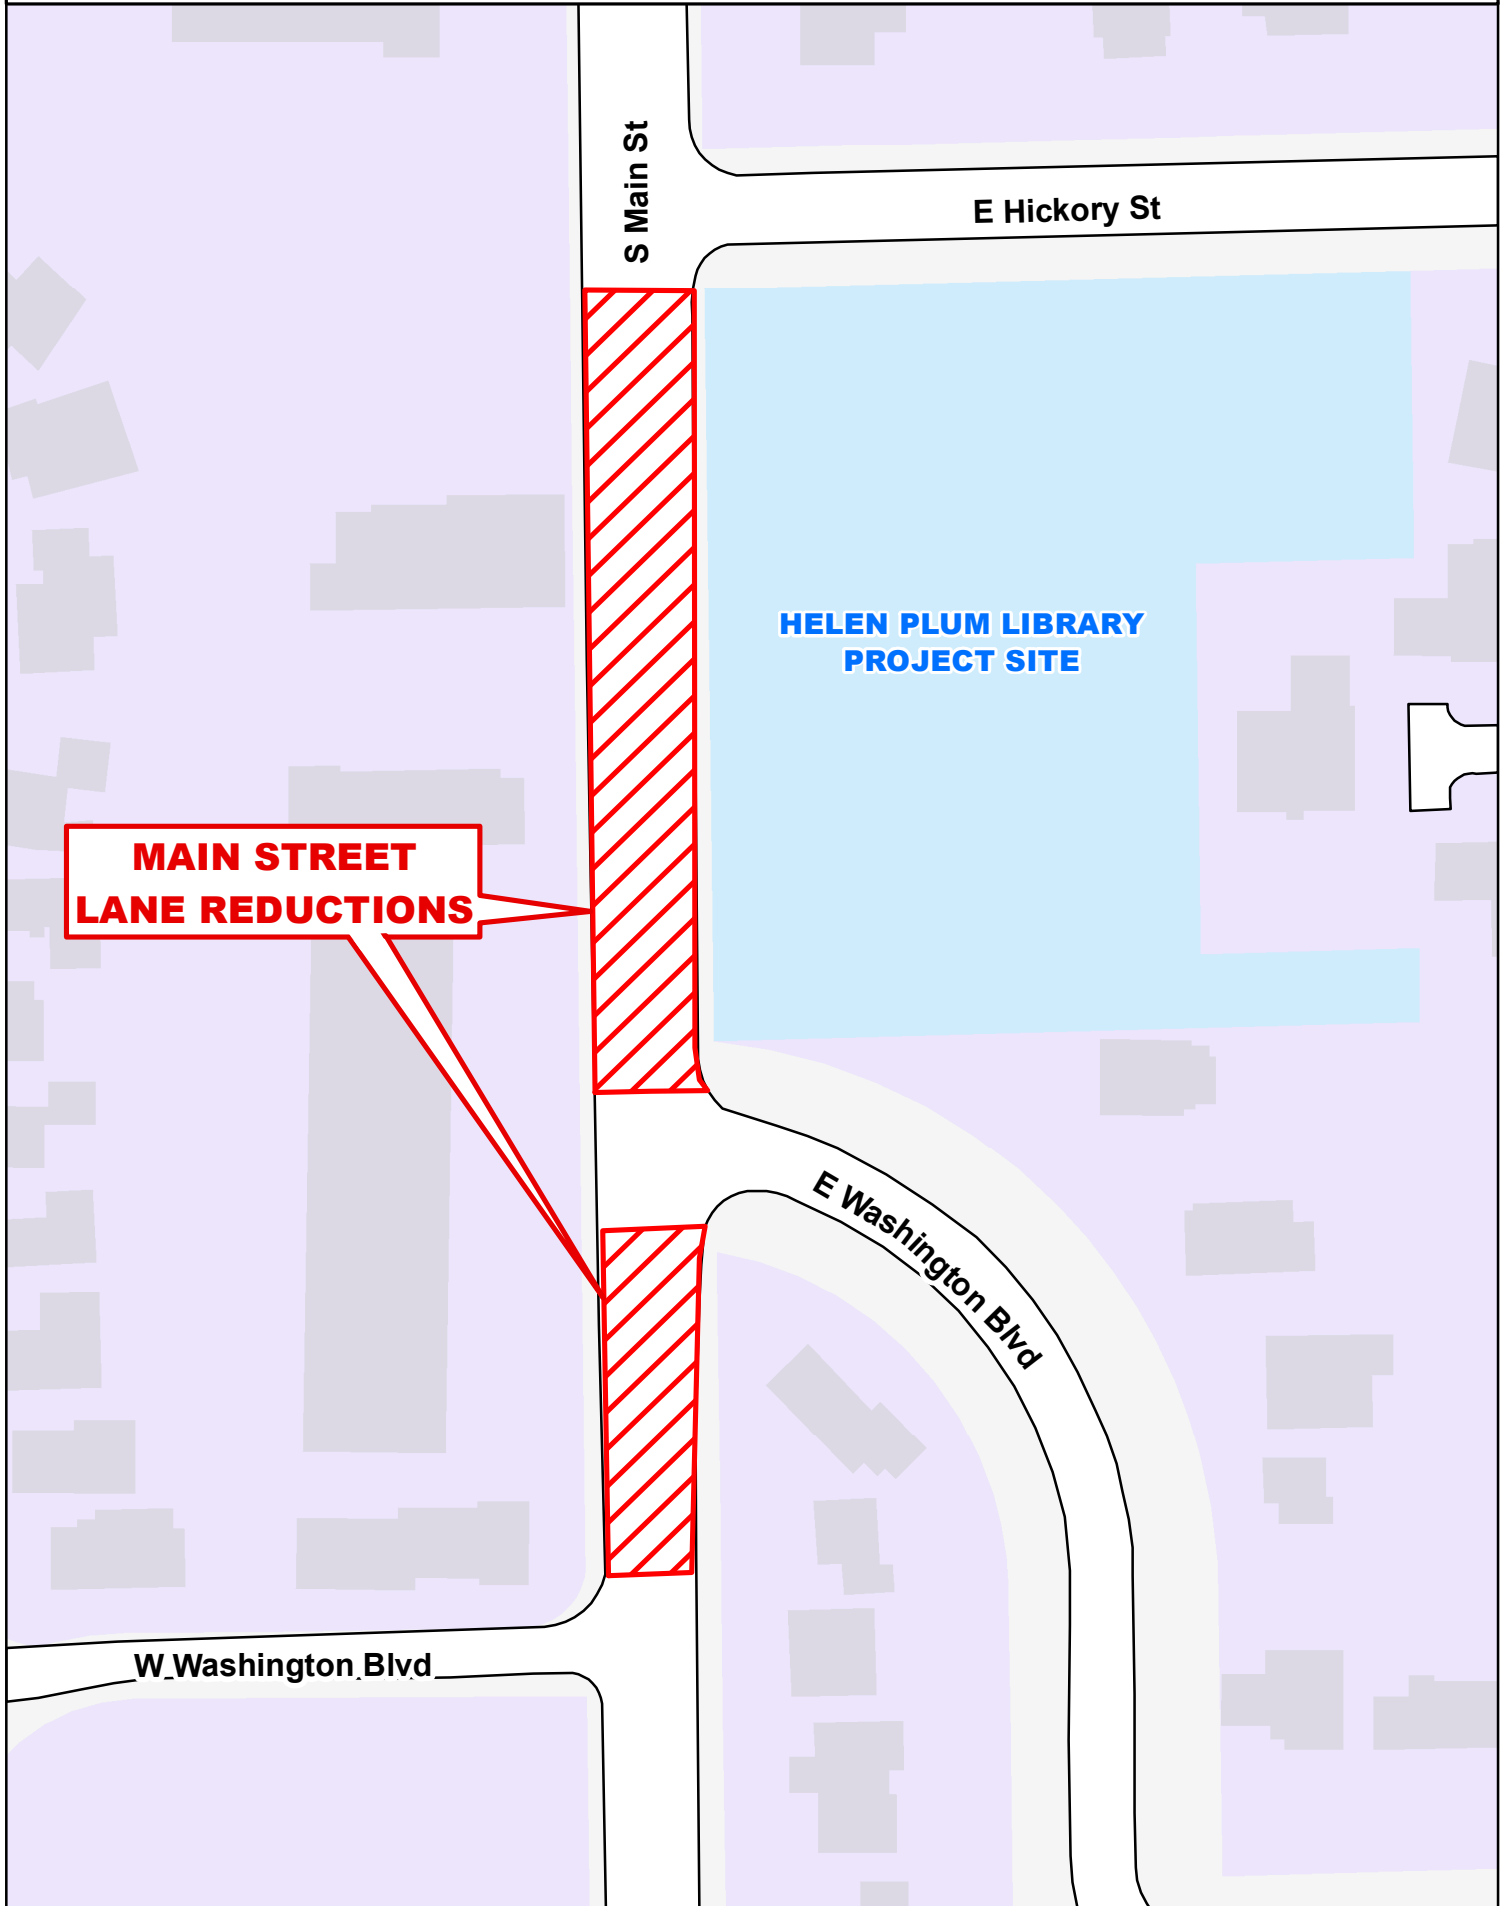 S Main St
E Hickory St
HELEN PLUM LIBRARY
PROJECT SITE
MAIN STREET
LANE REDUCTIONS
E Washington Blvd
W Washington Blvd